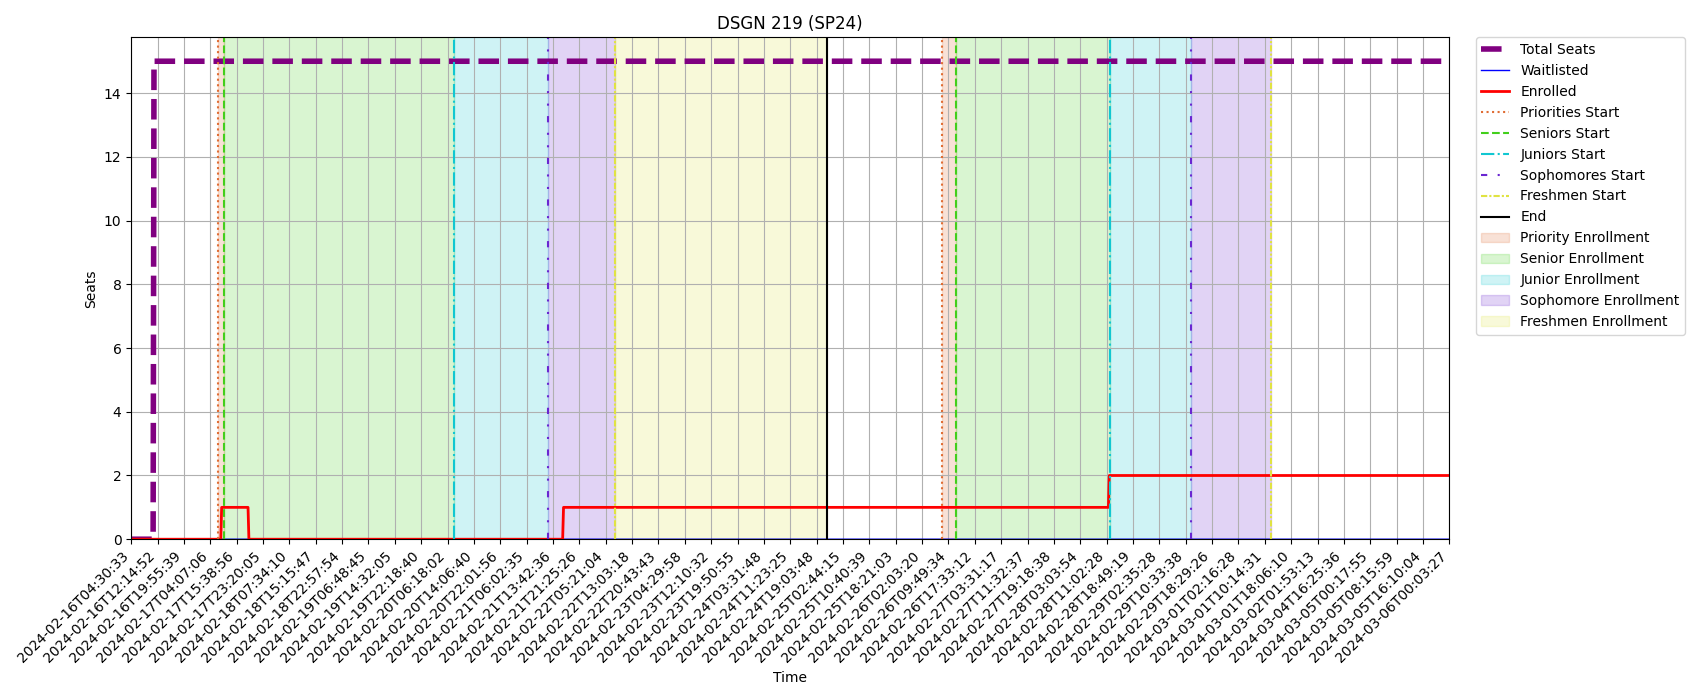 DSGN 219 (SP24)
Total Seats
Waitlisted
Enrolled
Priorities Start
Seniors Start
Juniors Start
Sophomores Start
Freshmen Start
End
Priority Enrollment
Senior Enrollment
Junior Enrollment
Sophomore Enrollment
Freshmen Enrollment
Seats
14
12
10
8
6
4
2
0
2024-02-16T04:30:33
2024-02-16T12:14:52
2024-02-16T19:55:39
2024-02-17T04:07:06
2024-02-17T15:38:56
2024-02-17T23:20:05
2024-02-18T07:34:10
2024-02-18T15:15:47
2024-02-18T22:57:54
2024-02-19T06:48:45
2024-02-19T14:32:05
2024-02-19T22:18:40
2024-02-20T06:18:02
2024-02-20T14:06:40
2024-02-20T22:01:56
2024-02-21T06:02:35
2024-02-21T13:42:36
2024-02-21T21:25:26
2024-02-22T05:21:04
2024-02-22T13:03:18
2024-02-22T20:43:43
2024-02-23T04:29:58
2024-02-23T12:10:32
2024-02-23T19:50:55
2024-02-24T03:31:48
2024-02-24T11:23:25
2024-02-24T19:03:48
2024-02-25T02:44:15
2024-02-25T10:40:39
2024-02-25T18:21:03
2024-02-26T02:03:20
2024-02-26T09:49:34
2024-02-26T17:33:12
2024-02-27T03:31:17
2024-02-27T11:32:37
2024-02-27T19:18:38
2024-02-28T03:03:54
2024-02-28T11:02:28
2024-02-28T18:49:19
2024-02-29T02:35:28
2024-02-29T10:33:38
2024-02-29T18:29:26
2024-03-01T02:16:28
2024-03-01T10:14:31
2024-03-01T18:06:10
2024-03-02T01:53:13
2024-03-04T16:25:36
2024-03-05T00:17:55
2024-03-05T08:15:59
2024-03-05T16:10:04
2024-03-06T00:03:27
Time